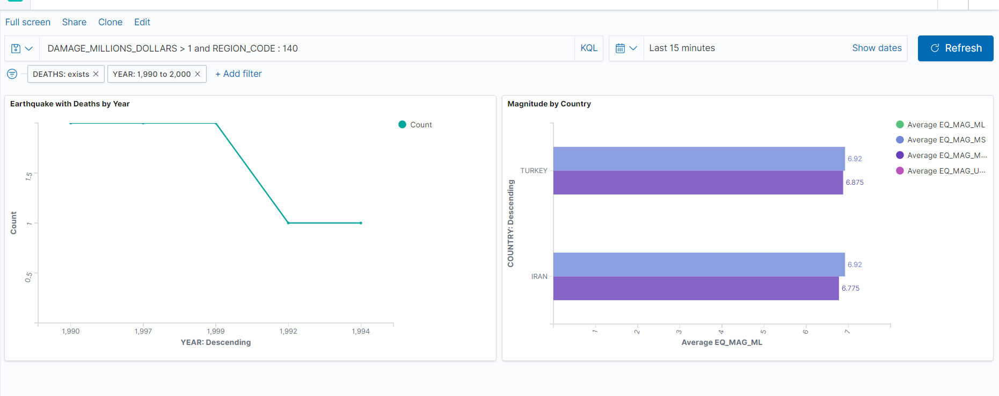 Full screen Share Clone Edit
DAMAGE_MILLIONS_DOLLARS > 1 and REGION_CODE : 140 KQL Last 15 minutes Show dates Refresh
DEATHS: exists × YEAR: 1,990 to 2,000 × + Add filter
Earthquake with Deaths by Year
Count
1.5
1
0.5
Count
1,990 1,997 1,999 1,992 1,994
YEAR: Descending
Magnitude by Country
Average EQ_MAG_ML
Average EQ_MAG_MS
Average EQ_MAG_M...
Average EQ_MAG_U...
COUNTRY: Descending
TURKEY
6.92
6.875
IRAN
6.92
6.775
1 2 3 4 5 6 7
Average EQ_MAG_ML